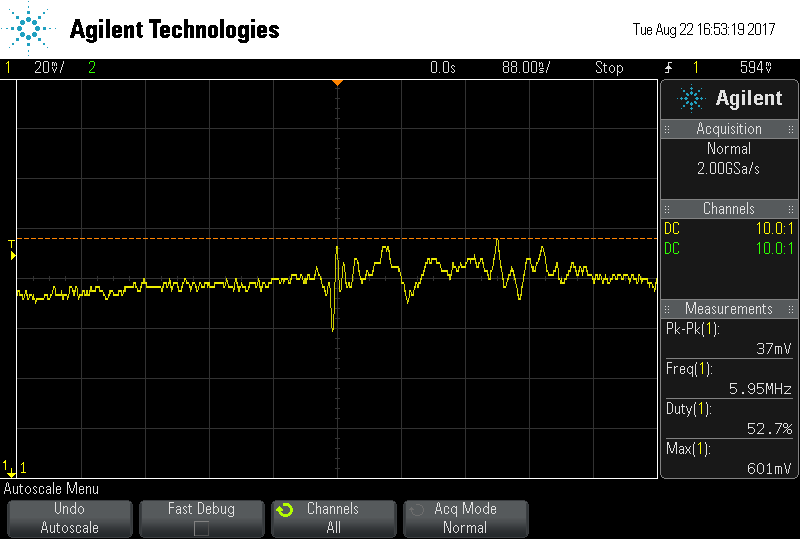 Agilent Technologies
Tue Aug 22 16:53:19 2017
1 20mV/ 2 0.0s 88.00ns/ Stop 1 594mV
T
1
1
Agilent
Acquisition
Normal
2.00GSa/s
Channels
DC 10.0:1
DC 10.0:1
Measurements
Pk-Pk(1):
37mV
Freq(1):
5.95MHz
Duty(1):
52.7%
Max(1):
601mV
Autoscale Menu
Undo Autoscale
Fast Debug
Channels All
Acq Mode Normal